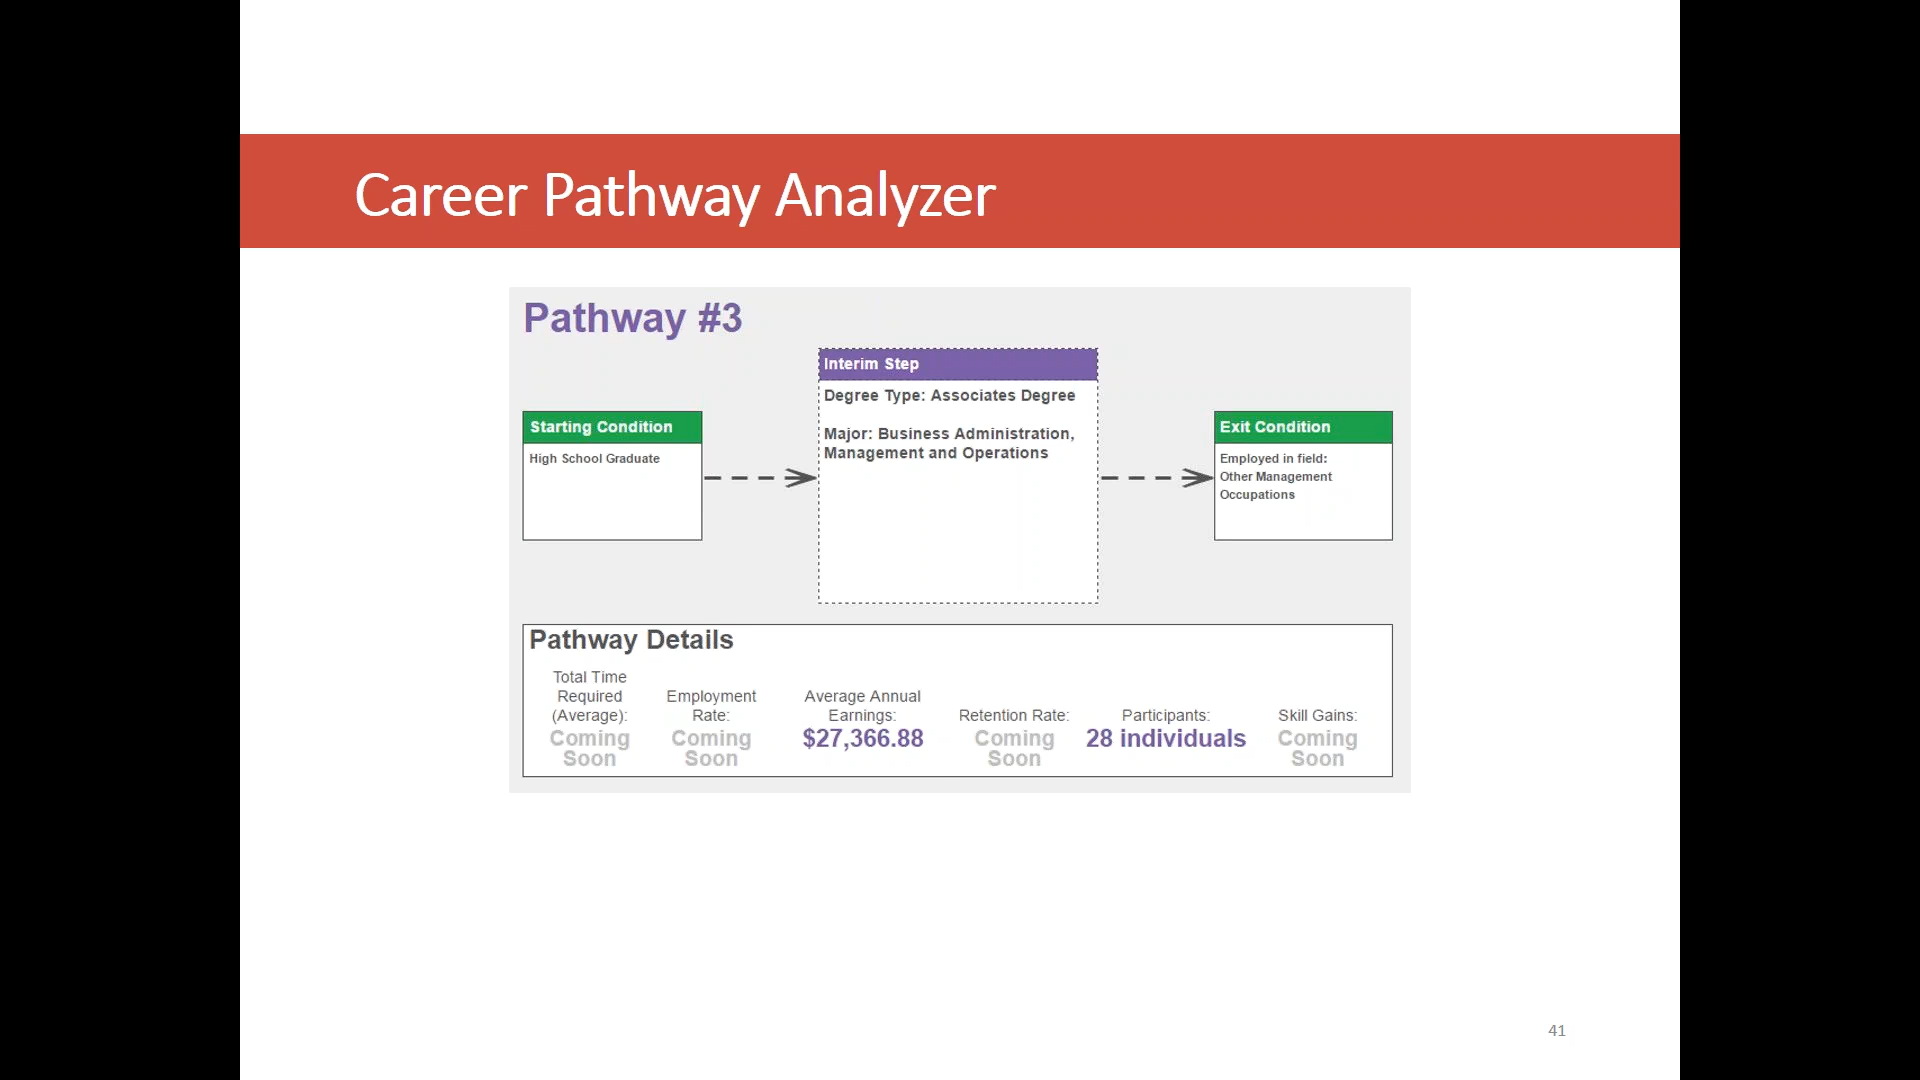 Career Pathway Analyzer
Pathway #3
Interim Step
Degree Type: Associates Degree
Major: Business Administration,
Management and Operations
Starting Condition
High School Graduate
Exit Condition
Employed in field:
Other Management
Occupations
Pathway Details
Total Time
Required
(Average):
Coming
Soon
Employment
Rate:
Coming
Soon
Average Annual
Earnings:
$27,366.88
Retention Rate:
Coming
Soon
Participants:
28 individuals
Skill Gains:
Coming
Soon
41